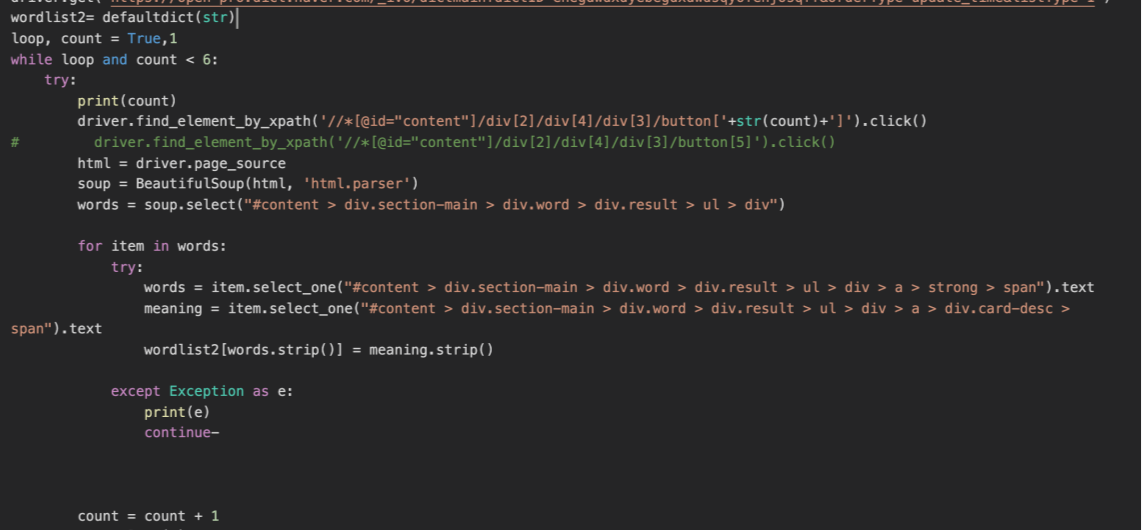 wordlist2= defaultdict(str)
loop, count = True,1
while loop and count < 6:
    try:
        print(count)
        driver.find_element_by_xpath('//*[@id="content"]/div[2]/div[4]/div[3]/button['+str(count)+']').click()
#         driver.find_element_by_xpath('//*[@id="content"]/div[2]/div[4]/div[3]/button[5]').click()
        html = driver.page_source
        soup = BeautifulSoup(html, 'html.parser')
        words = soup.select("#content > div.section-main > div.word > div.result > ul > div")
        for item in words:
            try:
                words = item.select_one("#content > div.section-main > div.word > div.result > ul > div > a > strong > span").text
                meaning = item.select_one("#content > div.section-main > div.word > div.result > ul > div > a > div.card-desc >
span").text
                wordlist2[words.strip()] = meaning.strip()
            except Exception as e:
                print(e)
                continue-
        count = count + 1